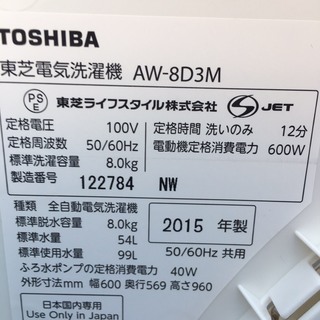 TOSHIBA
東芝電気洗濯機 AW-8D3M
PSE 東芝ライフスタイル株式会社 S JET
定格電圧 100V 定格時間 洗いのみ 12分
定格周波数 50/60Hz 電動機定格消費電力 600W
標準洗濯容量 8.0kg
製造番号 122784 NW
種類 全自動電気洗濯機
標準脱水容量 8.0kg 2015 年製
標準水量 54L
標準使用水量 99L 50/60Hz 共用
ふろ水ポンプの定格消費電力 40W
外形寸法mm 幅600 奥行569 高さ960
日本国内専用
Use Only in Japan